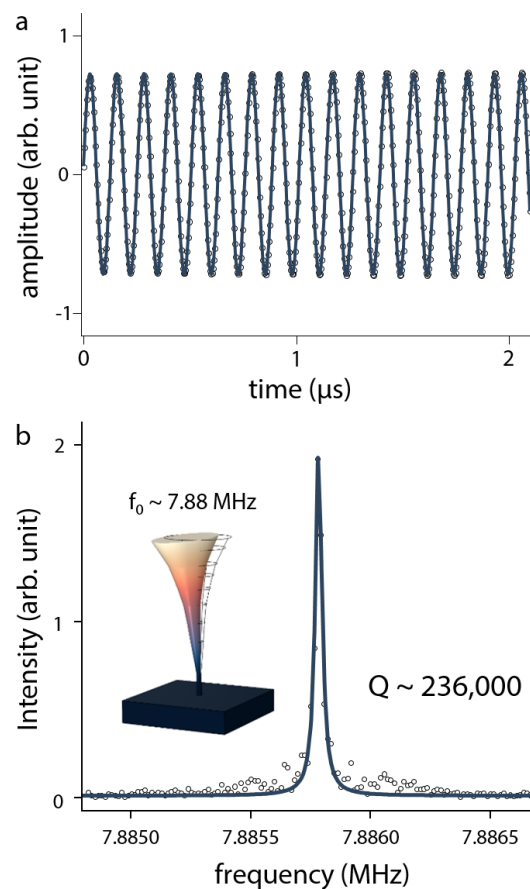 a
amplitude (arb. unit)
1
0
-1
0 1 2
time (μs)
b
Intensity (arb. unit)
2
1
0
f₀ ~ 7.88 MHz
Q ~ 236,000
7.8850 7.8855 7.8860 7.8865
frequency (MHz)